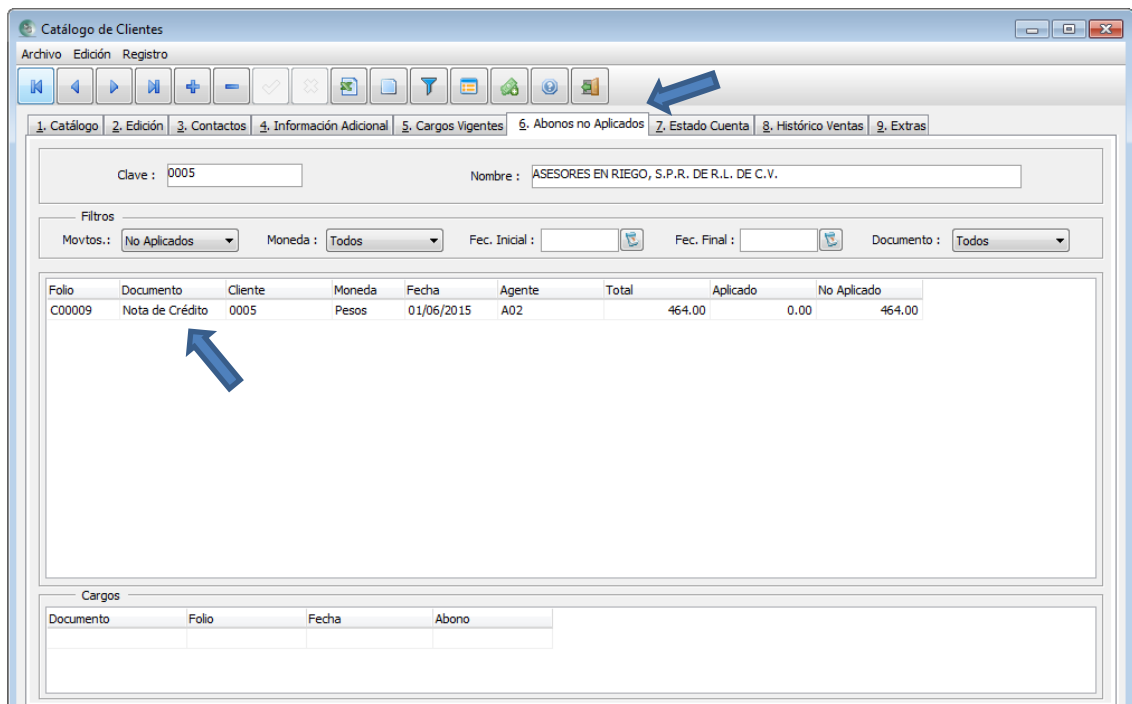 Catálogo de Clientes
Archivo Edición Registro
1. Catálogo 2. Edición 3. Contactos 4. Información Adicional 5. Cargos Vigentes 6. Abonos no Aplicados 7. Estado Cuenta 8. Histórico Ventas 9. Extras
Clave : 0005 Nombre : ASESORES EN RIEGO, S.P.R. DE R.L. DE C.V.
Filtros
Movtos.: No Aplicados Moneda : Todos Fec. Inicial : Fec. Final : Documento : Todos
Folio Documento Cliente Moneda Fecha Agente Total Aplicado No Aplicado
C00009 Nota de Crédito 0005 Pesos 01/06/2015 A02 464.00 0.00 464.00
Cargos
Documento Folio Fecha Abono